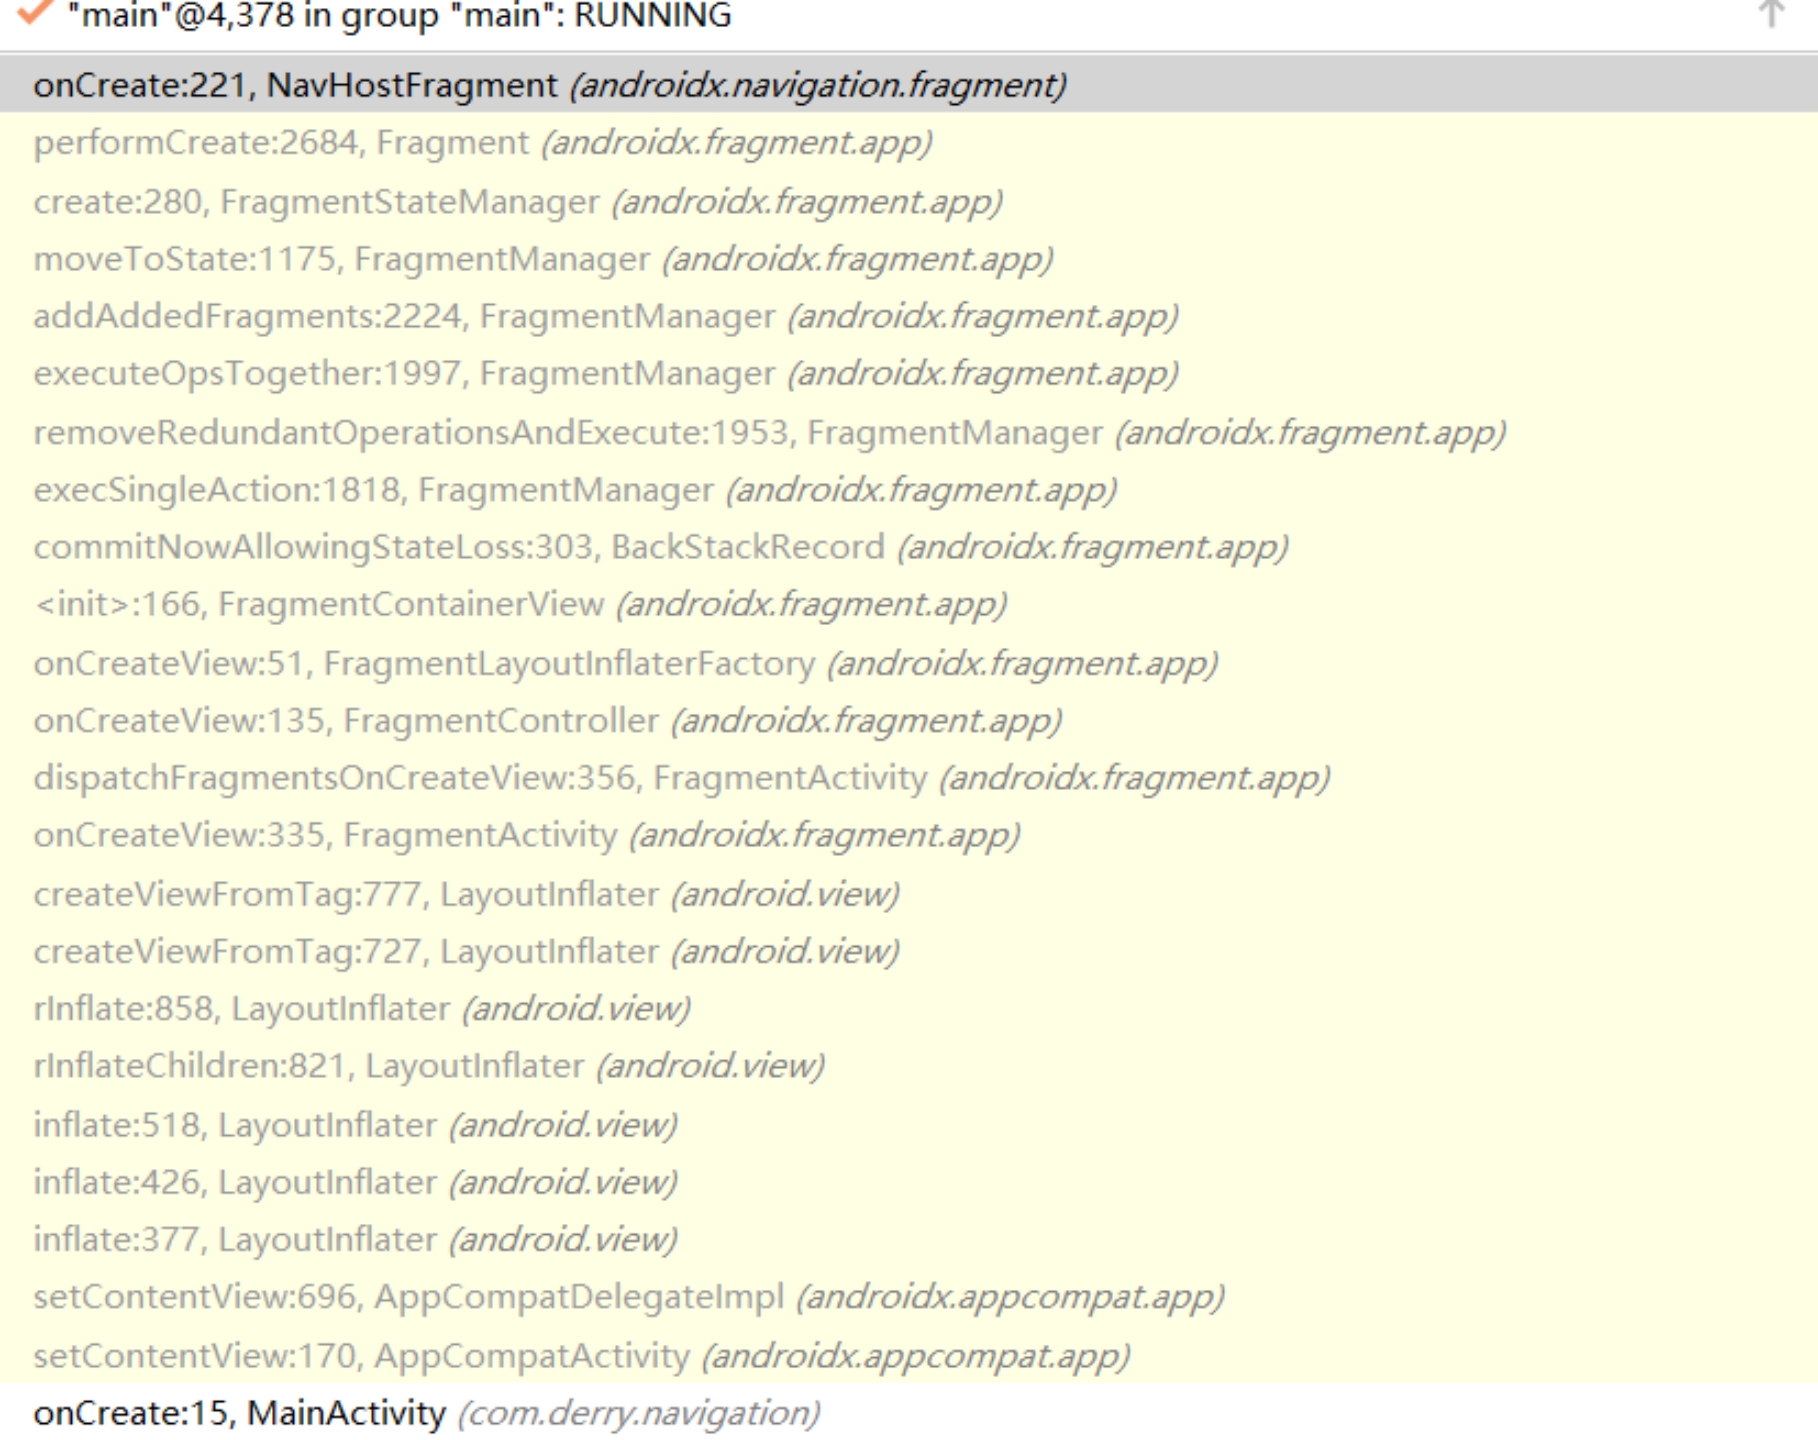 "main"@4,378 in group "main": RUNNING
onCreate:221, NavHostFragment (androidx.navigation.fragment)
performCreate:2684, Fragment (androidx.fragment.app)
create:280, FragmentStateManager (androidx.fragment.app)
moveToState:1175, FragmentManager (androidx.fragment.app)
addAddedFragments:2224, FragmentManager (androidx.fragment.app)
executeOpsTogether:1997, FragmentManager (androidx.fragment.app)
removeRedundantOperationsAndExecute:1953, FragmentManager (androidx.fragment.app)
execSingleAction:1818, FragmentManager (androidx.fragment.app)
commitNowAllowingStateLoss:303, BackStackRecord (androidx.fragment.app)
<init>:166, FragmentContainerView (androidx.fragment.app)
onCreateView:51, FragmentLayoutInflaterFactory (androidx.fragment.app)
onCreateView:135, FragmentController (androidx.fragment.app)
dispatchFragmentsOnCreateView:356, FragmentActivity (androidx.fragment.app)
onCreateView:335, FragmentActivity (androidx.fragment.app)
createViewFromTag:777, LayoutInflater (android.view)
createViewFromTag:727, LayoutInflater (android.view)
rInflate:858, LayoutInflater (android.view)
rInflateChildren:821, LayoutInflater (android.view)
inflate:518, LayoutInflater (android.view)
inflate:426, LayoutInflater (android.view)
inflate:377, LayoutInflater (android.view)
setContentView:696, AppCompatDelegateImpl (androidx.appcompat.app)
setContentView:170, AppCompatActivity (androidx.appcompat.app)
onCreate:15, MainActivity (com.derry.navigation)